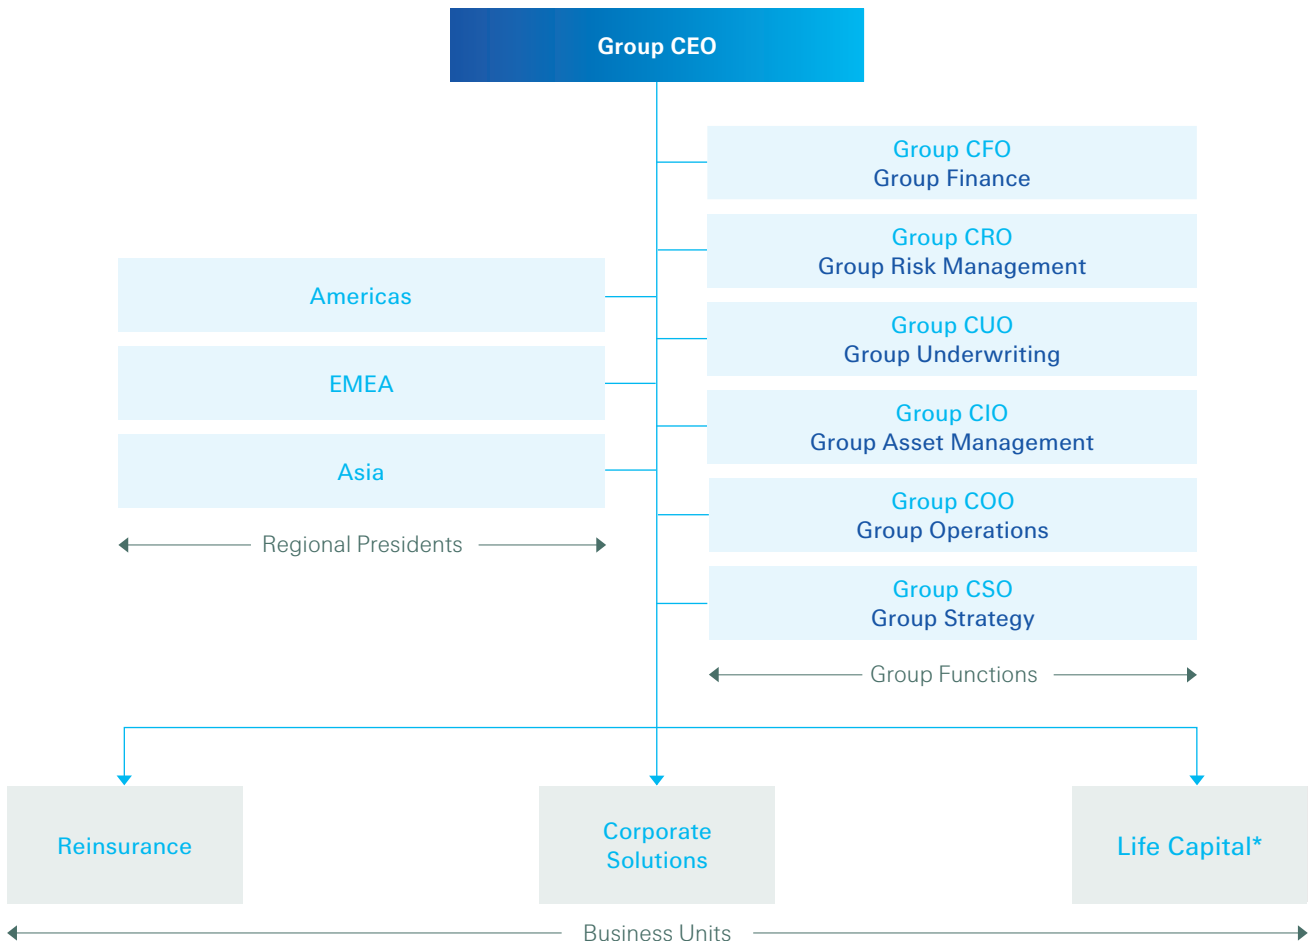 Group CEO
Group CFO
Group Finance
Group CRO
Group Risk Management
Americas
Group CUO
Group Underwriting
EMEA
Group CIO
Group Asset Management
Asia
Group COO
Group Operations
Regional Presidents
Group CSO
Group Strategy
Group Functions
Reinsurance
Corporate
Solutions
Life Capital*
Business Units